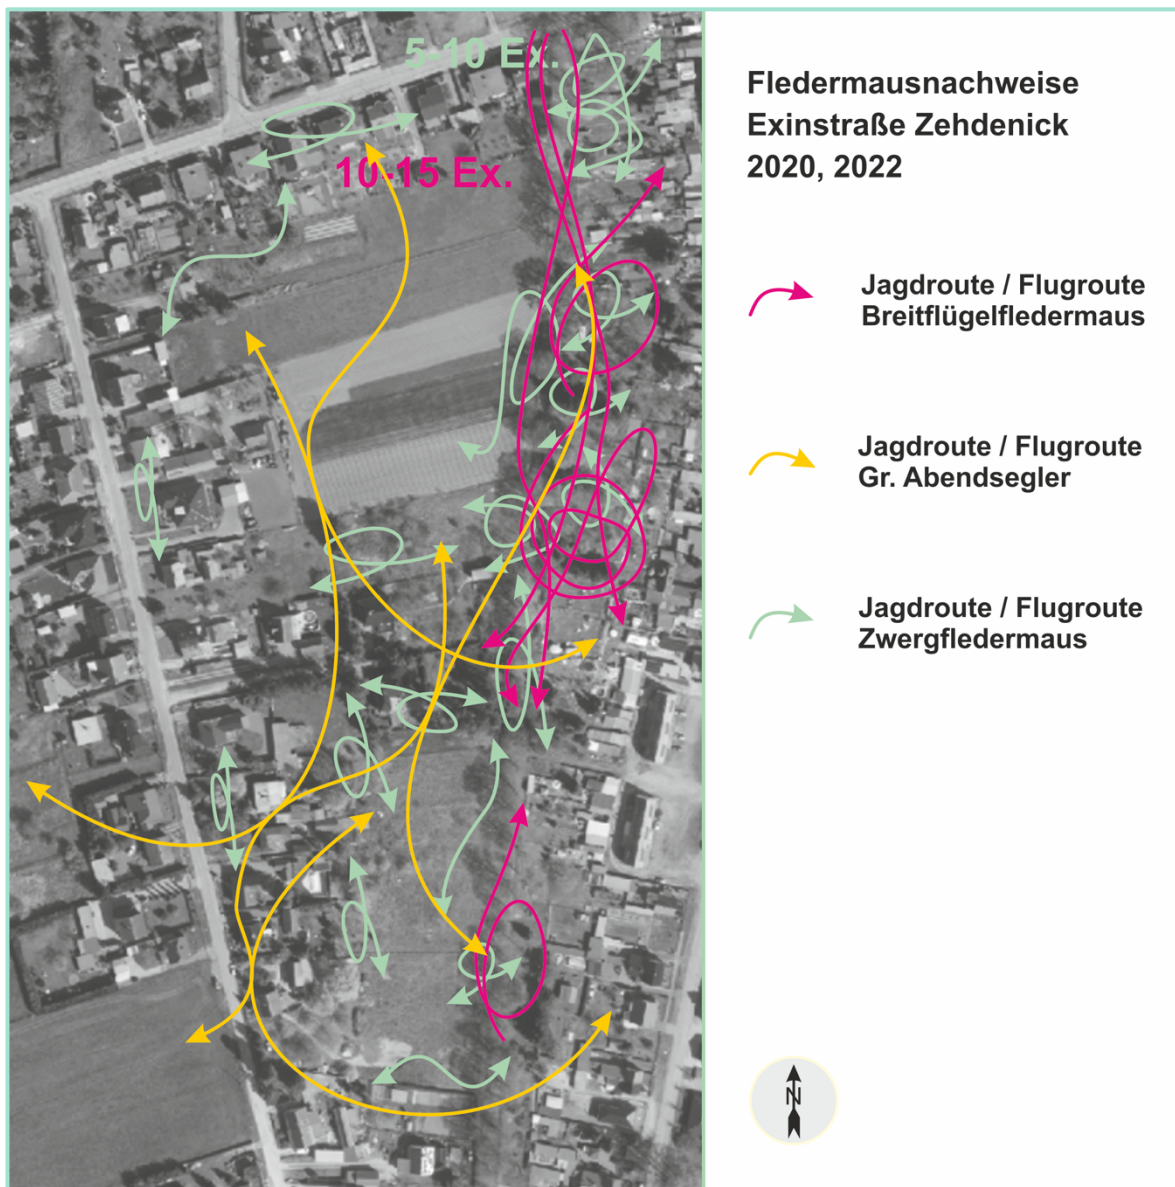 5-10 Ex.
10-15 Ex.
Fledermausnachweise
Exinstraße Zehdenick
2020, 2022
Jagdroute / Flugroute
Breitflügelfledermaus
Jagdroute / Flugroute
Gr. Abendsegler
Jagdroute / Flugroute
Zwergfledermaus
N